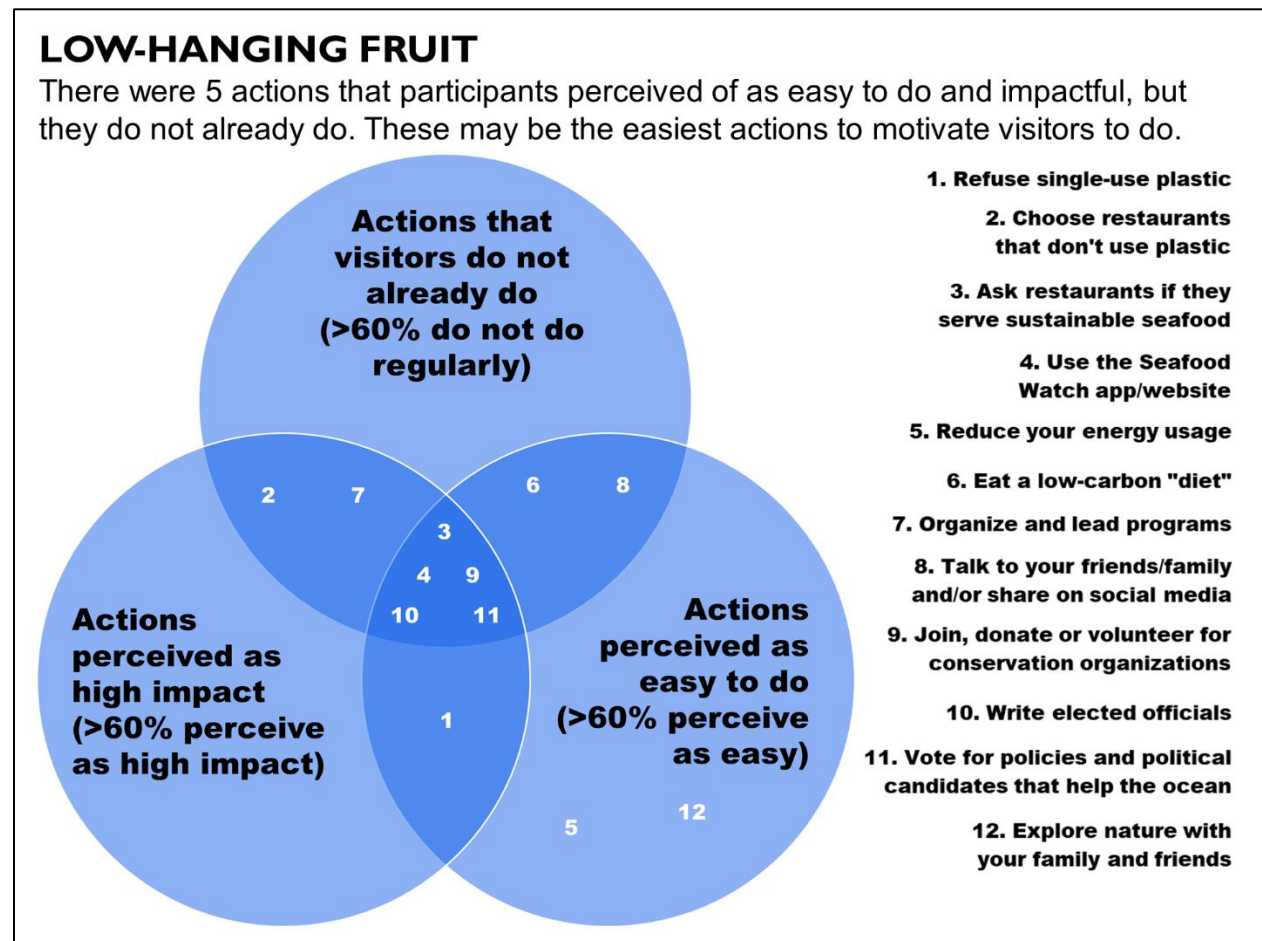 LOW-HANGING FRUIT
There were 5 actions that participants perceived of as easy to do and impactful, but
they do not already do. These may be the easiest actions to motivate visitors to do.
Actions that
visitors do not
already do
(>60% do not do
regularly)
2
7
6
8
3
4
9
10
11
Actions
perceived as
high impact
(>60% perceive
as high impact)
Actions
perceived as
easy to do
(>60% perceive
as easy)
1
5
12
1. Refuse single-use plastic
2. Choose restaurants
that don't use plastic
3. Ask restaurants if they
serve sustainable seafood
4. Use the Seafood
Watch app/website
5. Reduce your energy usage
6. Eat a low-carbon "diet"
7. Organize and lead programs
8. Talk to your friends/family
and/or share on social media
9. Join, donate or volunteer for
conservation organizations
10. Write elected officials
11. Vote for policies and political
candidates that help the ocean
12. Explore nature with
your family and friends